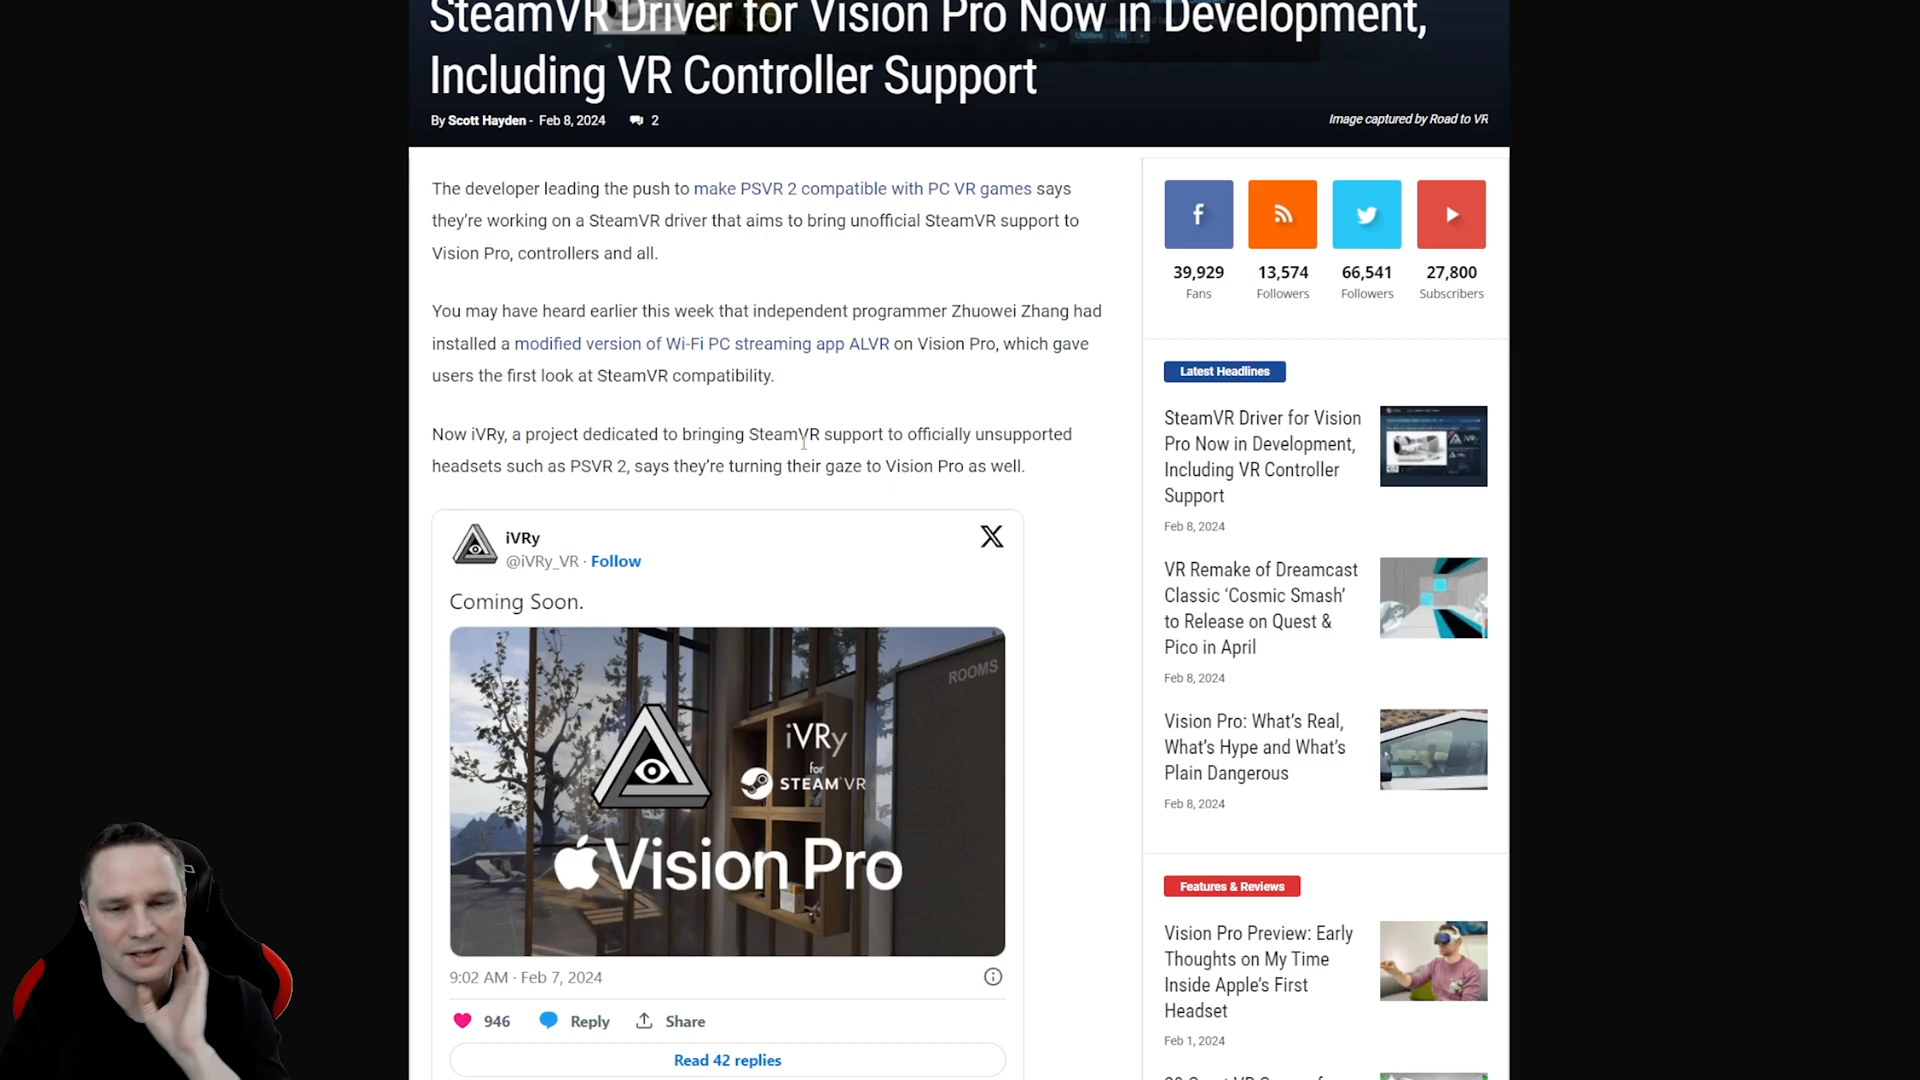 SteamVR Driver for Vision Pro Now in Development,
Including VR Controller Support
By Scott Hayden - Feb 8, 2024 2
Image captured by Road to VR
The developer leading the push to make PSVR 2 compatible with PC VR games says
they're working on a SteamVR driver that aims to bring unofficial SteamVR support to
Vision Pro, controllers and all.
You may have heard earlier this week that independent programmer Zhuowei Zhang had
installed a modified version of Wi-Fi PC streaming app ALVR on Vision Pro, which gave
users the first look at SteamVR compatibility.
Now iVRy, a project dedicated to bringing SteamVR support to officially unsupported
headsets such as PSVR 2, says they're turning their gaze to Vision Pro as well.
iVRy
@iVRy_VR · Follow
Coming Soon.
ROOMS
iVRy
for
STEAM VR
Vision Pro
9:02 AM · Feb 7, 2024
946 Reply Share
Read 42 replies
39,929 13,574 66,541 27,800
Fans Followers Followers Subscribers
Latest Headlines
SteamVR Driver for Vision
Pro Now in Development,
Including VR Controller
Support
Feb 8, 2024
VR Remake of Dreamcast
Classic 'Cosmic Smash'
to Release on Quest &
Pico in April
Feb 8, 2024
Vision Pro: What's Real,
What's Hype and What's
Plain Dangerous
Feb 8, 2024
Features & Reviews
Vision Pro Preview: Early
Thoughts on My Time
Inside Apple's First
Headset
Feb 1, 2024